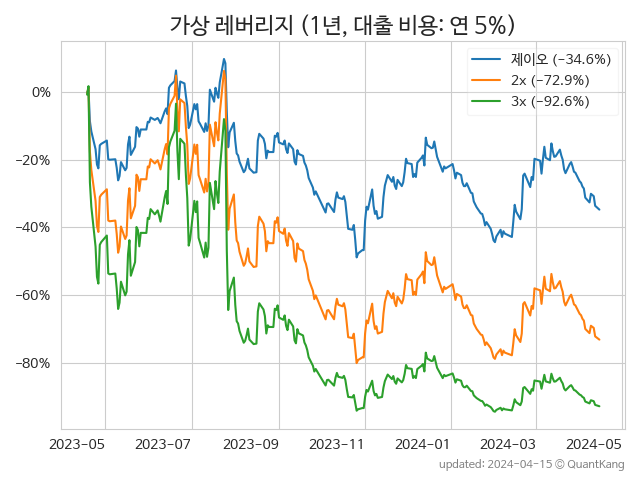 가상 레버리지 (1년, 대출 비용: 연 5%)
제이오 (−34.6%)
2x (−72.9%)
3x (−92.6%)
0%
−20%
−40%
−60%
−80%
2023-05 2023-07 2023-09 2023-11 2024-01 2024-03 2024-05
updated: 2024-04-15 © QuantKang